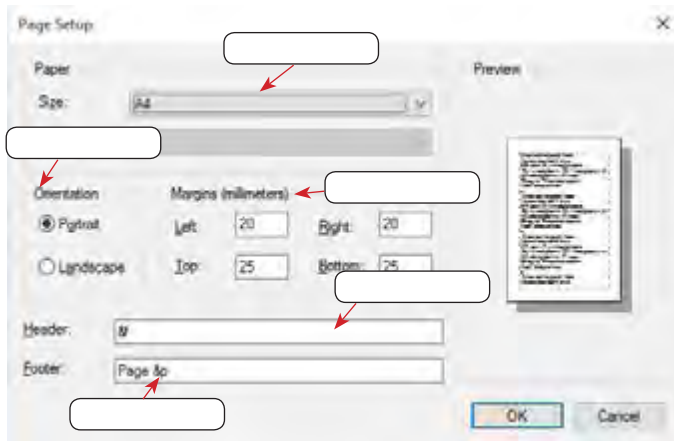 Page Setup
Paper
Preview
Size:
A4
Orientation
Margins (millimeters)
Portrait
Left:
20
Right:
20
Landscape
Top:
25
Bottom:
25
Header:
&f
Footer:
Page &p
OK
Cancel